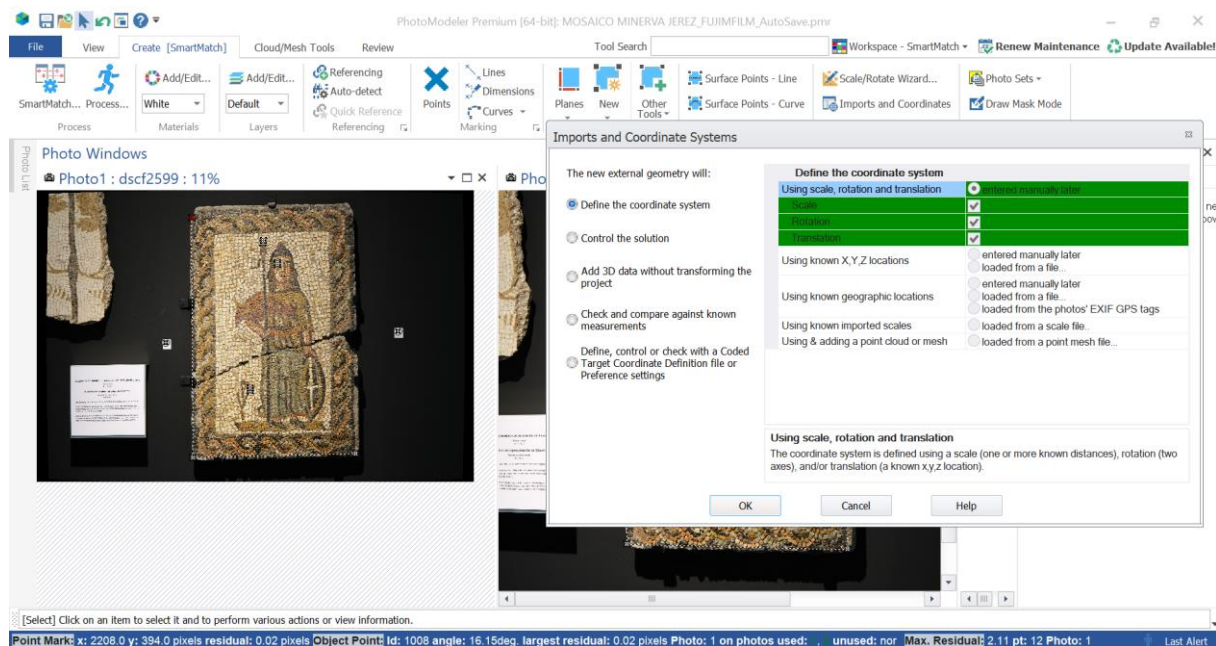 PhotoModeler Premium [64-bit]: MOSAICO MINERVA JEREZ_FUJIMFILM_AutoSave.pmr
File View Create [SmartMatch] Cloud/Mesh Tools Review Tool Search Workspace - SmartMatch Renew Maintenance Update Available!
SmartMatch... Process...
Process
Add/Edit...
White
Materials
Add/Edit...
Default
Layers
Referencing
Auto-detect
Quick Reference
Referencing
Points
Lines
Dimensions
Curves
Marking
Planes New Other Tools
Surface Points - Line
Surface Points - Curve
Scale/Rotate Wizard...
Imports and Coordinates
Photo Sets
Draw Mask Mode
Photo List
Photo Windows
Photo1 : dscf2599 : 11%
Pho
Imports and Coordinate Systems
The new external geometry will:
Define the coordinate system
Control the solution
Add 3D data without transforming the
project
Check and compare against known
measurements
Define, control or check with a Coded
Target Coordinate Definition file or
Preference settings
Define the coordinate system
Using scale, rotation and translation entered manually later
Scale
Rotation
Translation
Using known X,Y,Z locations entered manually later
loaded from a file...
Using known geographic locations entered manually later
loaded from a file...
loaded from the photos' EXIF GPS tags
Using known imported scales loaded from a scale file..
Using & adding a point cloud or mesh loaded from a point mesh file...
Using scale, rotation and translation
The coordinate system is defined using a scale (one or more known distances), rotation (two
axes), and/or translation (a known x,y,z location).
OK Cancel Help
ne
[Select] Click on an item to select it and to perform various actions or view information.
Point Mark: x: 2208.0 y: 394.0 pixels residual: 0.02 pixels Object Point: Id: 1008 angle: 16.15deg. largest residual: 0.02 pixels Photo: 1 on photos used: unused: nor Max. Residual: 2.11 pt: 12 Photo: 1 Last Alert